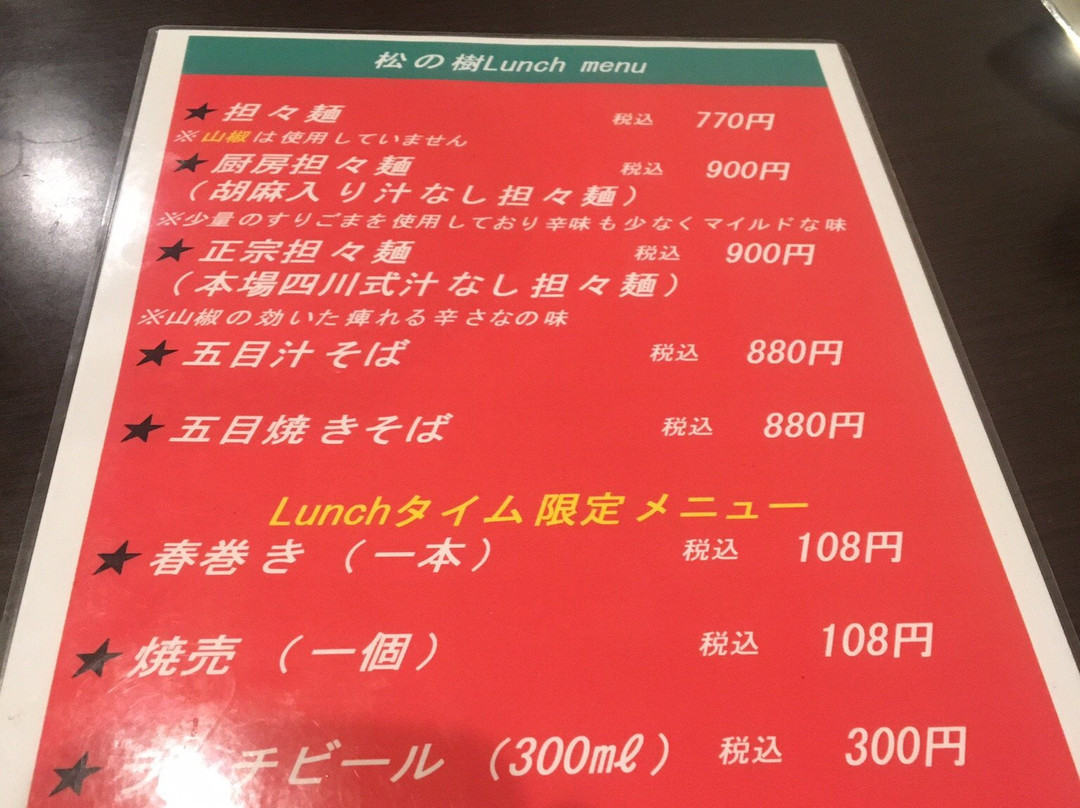 松の樹Lunch menu
★担々麺 税込 770円
※山椒は使用していません
★厨房担々麺 税込 900円
(胡麻入り汁なし担々麺)
※少量のすりごまを使用しており辛味も少なくマイルドな味
★正宗担々麺 税込 900円
(本場四川式汁なし担々麺)
※山椒の効いた痺れる辛さなの味
★五目汁そば 税込 880円
★五目焼きそば 税込 880円
Lunchタイム限定メニュー
★春巻き (一本) 税込 108円
★焼売 (一個) 税込 108円
★プチビール (300㎖) 税込 300円